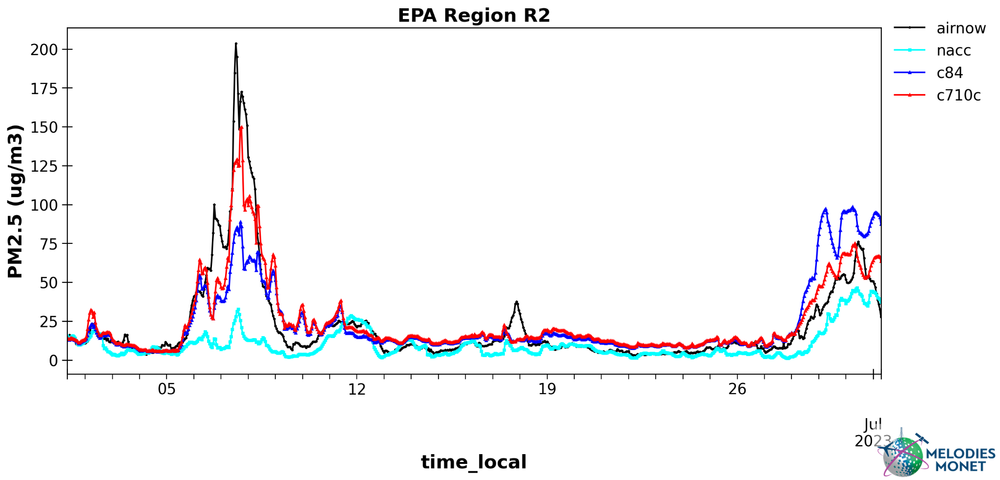 EPA Region R2
airnow
nacc
c84
c710c
PM2.5 (ug/m3)
200
175
150
125
100
75
50
25
0
05
12
19
26
Jul
2023
time_local
MELODIES
MONET